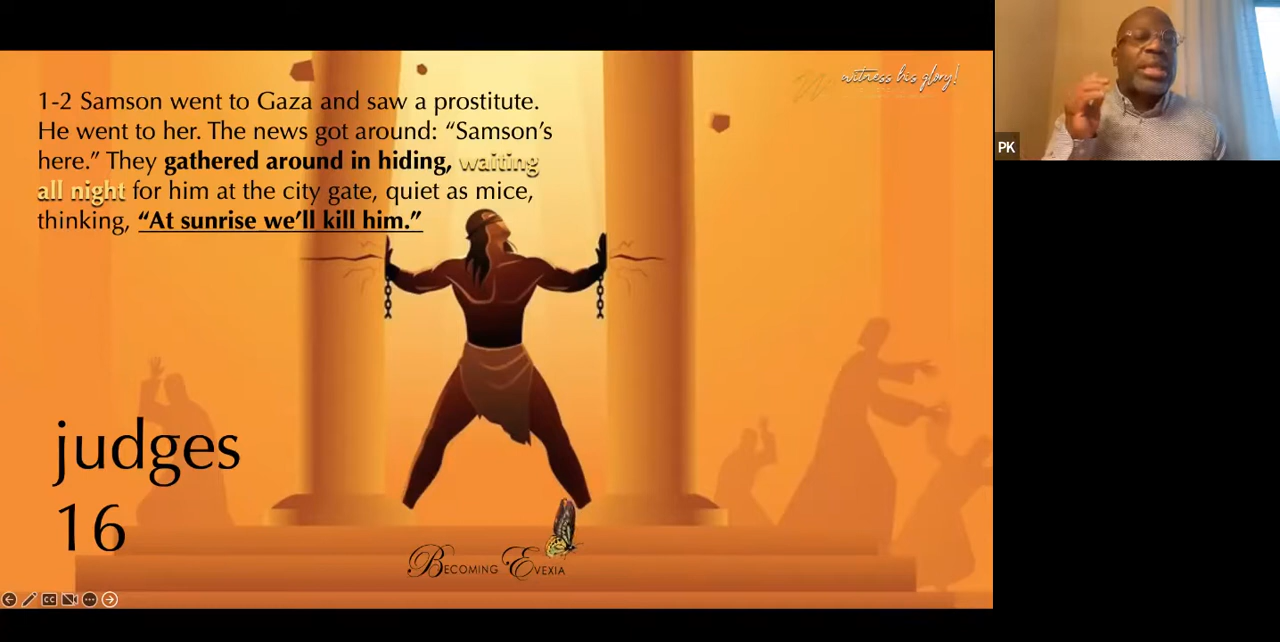 1-2 Samson went to Gaza and saw a prostitute.
He went to her. The news got around: “Samson’s
here.” They gathered around in hiding, waiting
all night for him at the city gate, quiet as mice,
thinking, “At sunrise we’ll kill him.”
witness his glory!
PK
judges
16
BECOMING EVEXIA
CC